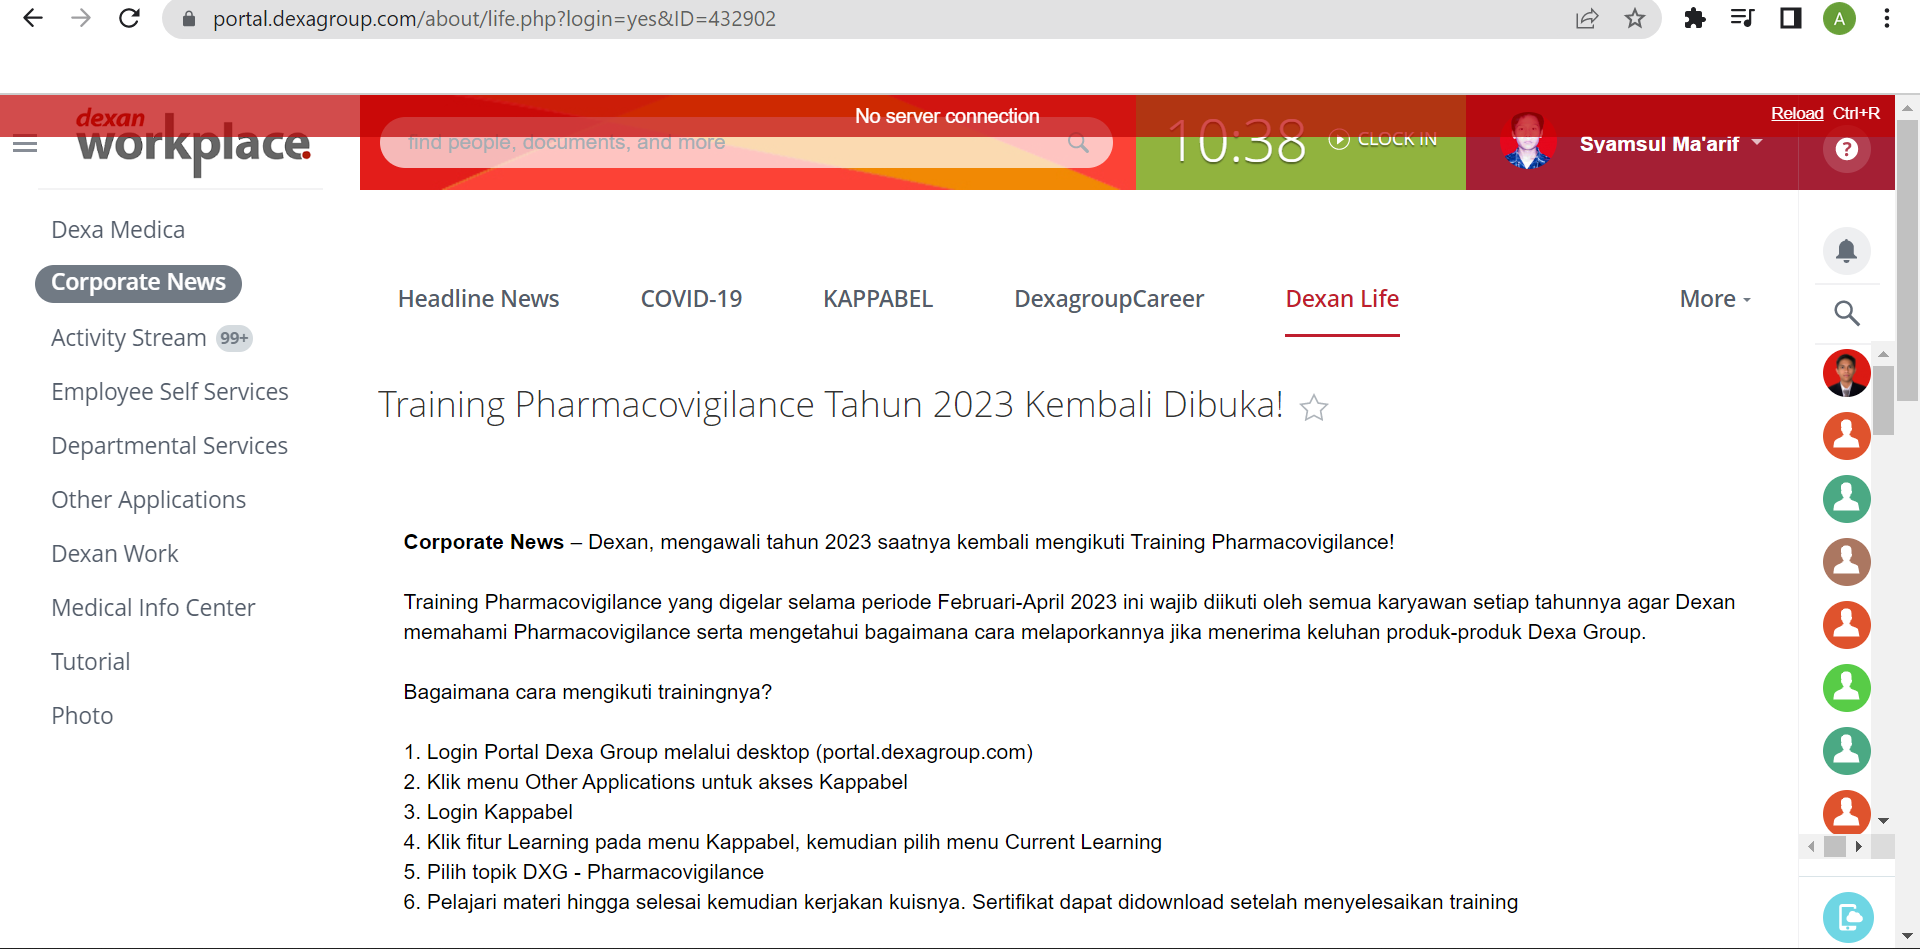 portal.dexagroup.com/about/life.php?login=yes&ID=432902
A
No server connection
Reload Ctrl+R
dexan
workplace.
find people, documents, and more
10:38
CLOCK IN
Syamsul Ma'arif
?
Dexa Medica
Corporate News
Activity Stream 99+
Employee Self Services
Departmental Services
Other Applications
Dexan Work
Medical Info Center
Tutorial
Photo
Headline News
COVID-19
KAPPABEL
DexagroupCareer
Dexan Life
More
Training Pharmacovigilance Tahun 2023 Kembali Dibuka!
Corporate News – Dexan, mengawali tahun 2023 saatnya kembali mengikuti Training Pharmacovigilance!
Training Pharmacovigilance yang digelar selama periode Februari-April 2023 ini wajib diikuti oleh semua karyawan setiap tahunnya agar Dexan
memahami Pharmacovigilance serta mengetahui bagaimana cara melaporkannya jika menerima keluhan produk-produk Dexa Group.
Bagaimana cara mengikuti trainingnya?
1. Login Portal Dexa Group melalui desktop (portal.dexagroup.com)
2. Klik menu Other Applications untuk akses Kappabel
3. Login Kappabel
4. Klik fitur Learning pada menu Kappabel, kemudian pilih menu Current Learning
5. Pilih topik DXG - Pharmacovigilance
6. Pelajari materi hingga selesai kemudian kerjakan kuisnya. Sertifikat dapat didownload setelah menyelesaikan training